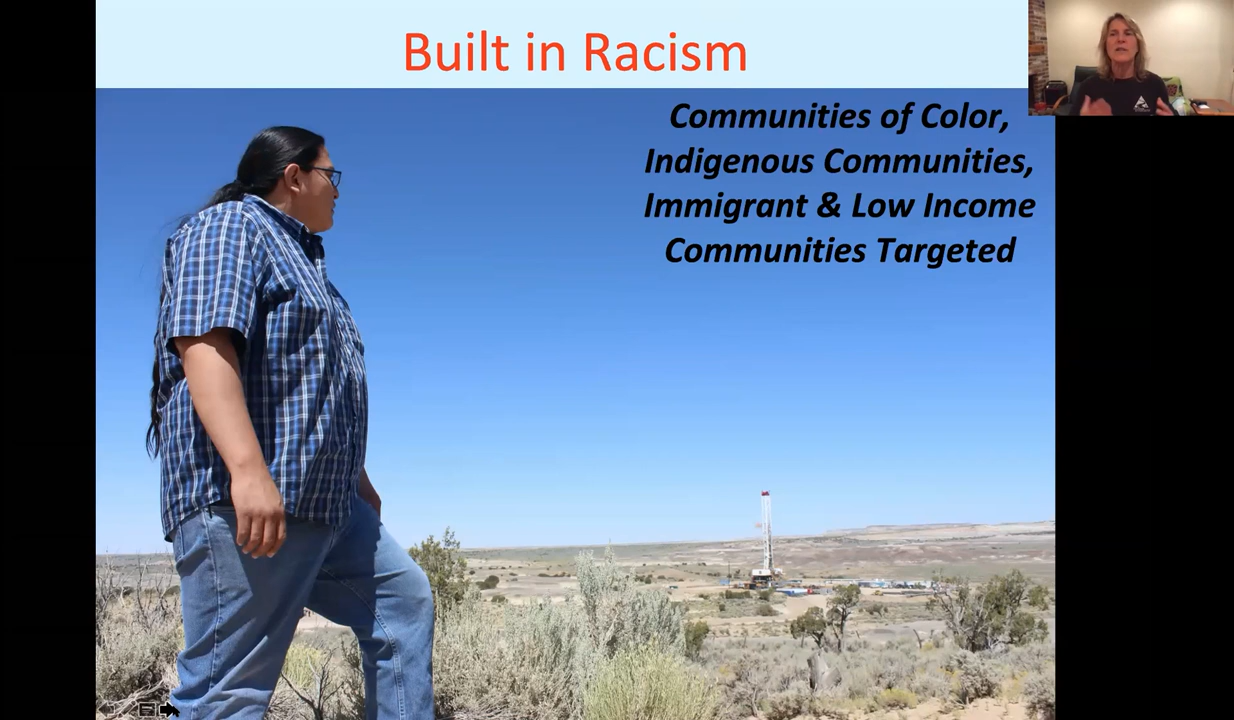 Built in Racism
Communities of Color,
Indigenous Communities,
Immigrant & Low Income
Communities Targeted